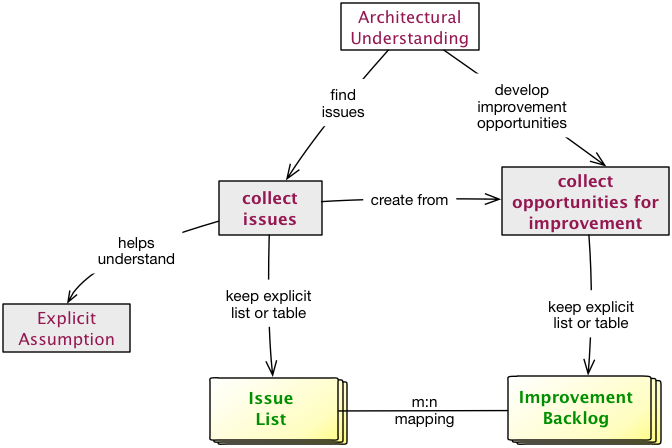 Architectural
Understanding
find
issues
develop
improvement
opportunities
collect
issues
create from
collect
opportunities for
improvement
helps
understand
keep explicit
list or table
keep explicit
list or table
Explicit
Assumption
Issue
List
m:n
mapping
Improvement
Backlog